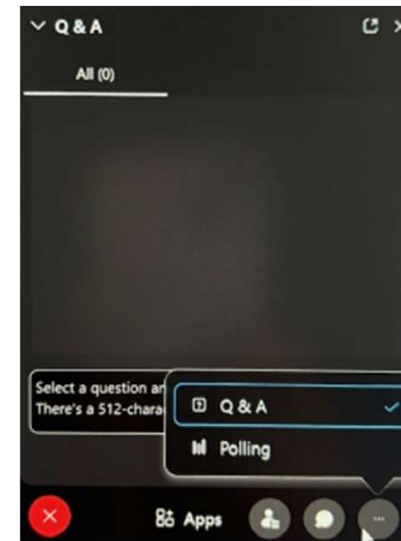 Q & A
All (0)
Select a question an
There's a 512-chara
Q & A
Polling
Apps